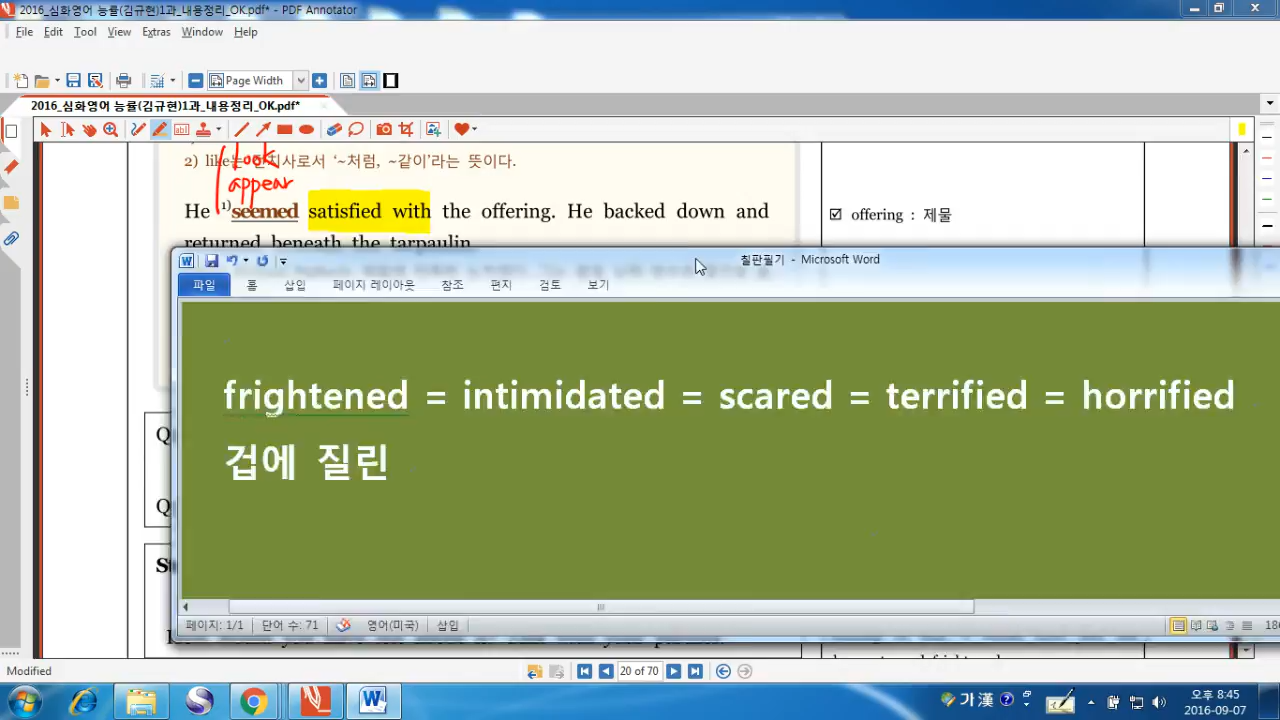 2016_심화영어 능률(김규현)1과_내용정리_OK.pdf* - PDF Annotator
File Edit Tool View Extras Window Help
Page Width
2016_심화영어 능률(김규현)1과_내용정리_OK.pdf*
look
2) like는 전치사로서 '~처럼, ~같이'라는 뜻이다.
appear
He 1)seemed satisfied with the offering. He backed down and
offering : 제물
returned beneath the tarpaulin
칠판필기 - Microsoft Word
파일 홈 삽입 페이지 레이아웃 참조 편지 검토 보기
frightened = intimidated = scared = terrified = horrified
겁에 질린
Q
Q
페이지: 1/1 단어 수: 71 영어(미국) 삽입
Modified
20 of 70
가 漢
오후 8:45
2016-09-07